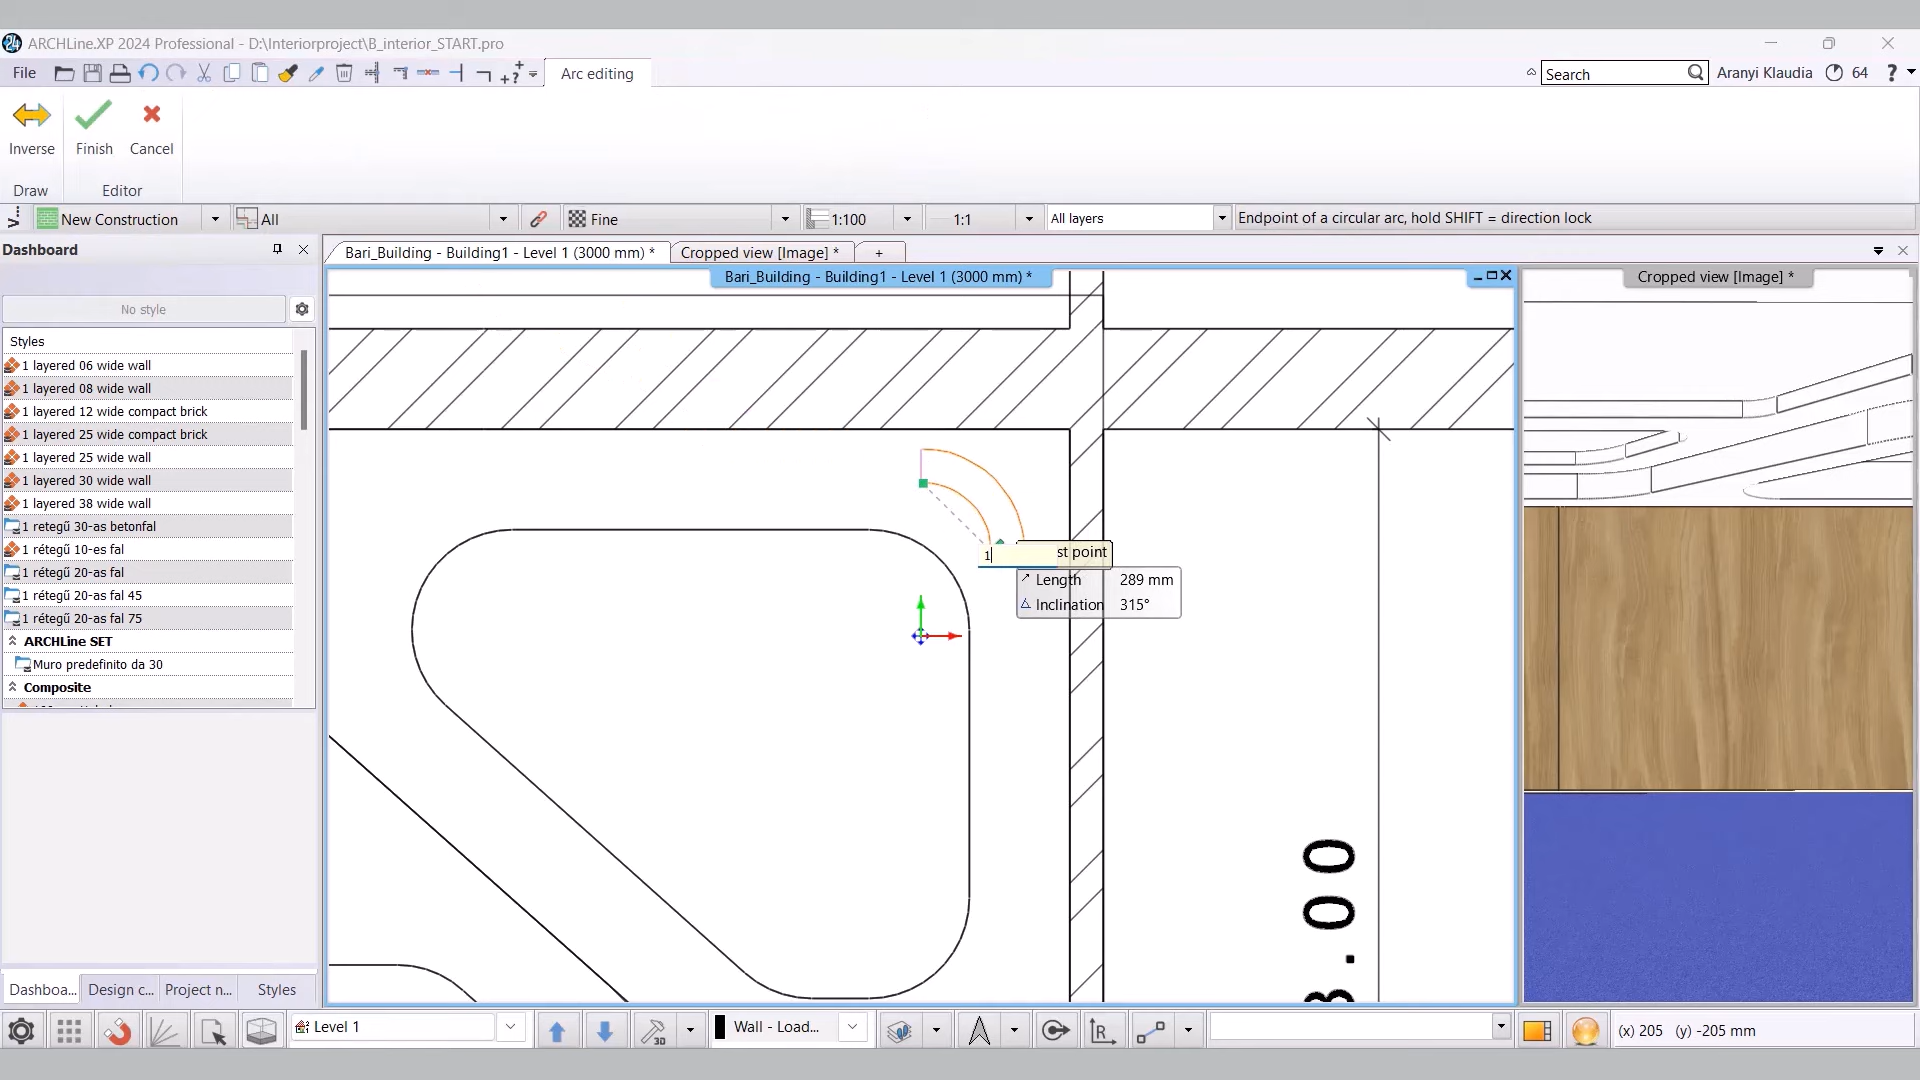 ARCHLine.XP 2024 Professional - D:\Interiorproject\B_interior_START.pro
File
Arc editing
Search
Aranyi Klaudia
64
?
Inverse
Finish
Cancel
Draw
Editor
New Construction
All
Fine
1:100
1:1
All layers
Endpoint of a circular arc, hold SHIFT = direction lock
Dashboard
Bari_Building - Building1 - Level 1 (3000 mm) *
Cropped view [Image] *
+
Bari_Building - Building1 - Level 1 (3000 mm) *
Cropped view [Image] *
No style
Styles
1 layered 06 wide wall
1 layered 08 wide wall
1 layered 12 wide compact brick
1 layered 25 wide compact brick
1 layered 25 wide wall
1 layered 30 wide wall
1 layered 38 wide wall
1 retegű 30-as betonfal
1 rétegű 10-es fal
1 rétegű 20-as fal
1 rétegű 20-as fal 45
1 rétegű 20-as fal 75
ARCHLine SET
Muro predefinito da 30
Composite
1
st point
Length 289 mm
Inclination 315°
3.00
Dashboa...
Design c...
Project n...
Styles
Level 1
3D
Wall - Load...
R
(x) 205 (y) -205 mm